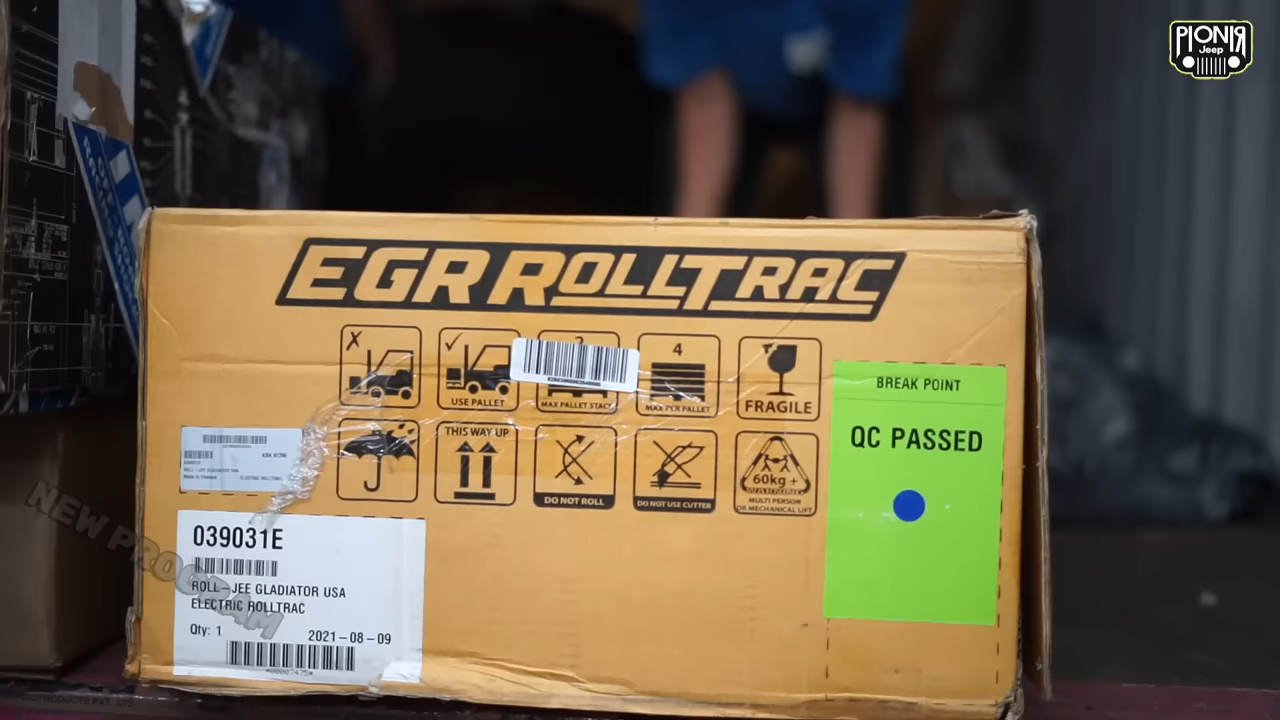 PIONIR
Jeep
EGR ROLLTRAC
USE PALLET
MAX PALLET STACK
4
MAX PER PALLET
FRAGILE
THIS WAY UP
DO NOT ROLL
DO NOT USE CUTTER
60kg +
MULTI PERSON
OR MECHANICAL LIFT
BREAK POINT
QC PASSED
039031E
ROLL-JEE GLADIATOR USA
ELECTRIC ROLLTRAC
Qty: 1
2021-08-09
*00007475*
NEW PROGRAM